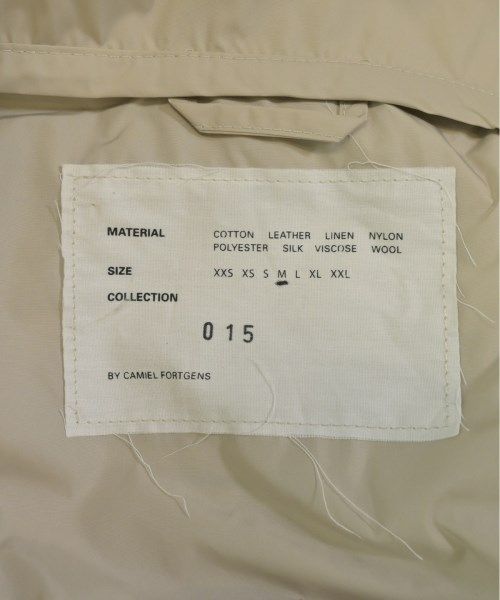 MATERIAL COTTON LEATHER LINEN NYLON
POLYESTER SILK VISCOSE WOOL
SIZE XXS XS S M L XL XXL
COLLECTION
015
BY CAMIEL FORTGENS